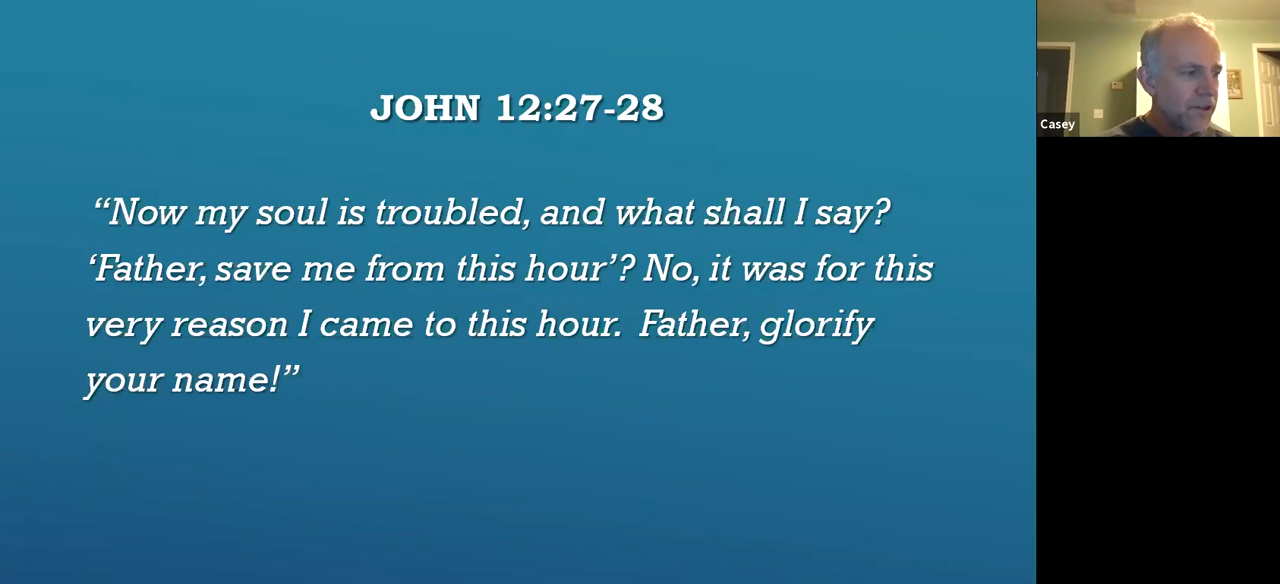 JOHN 12:27-28
“Now my soul is troubled, and what shall I say?
‘Father, save me from this hour’? No, it was for this
very reason I came to this hour.  Father, glorify
your name!”
Casey